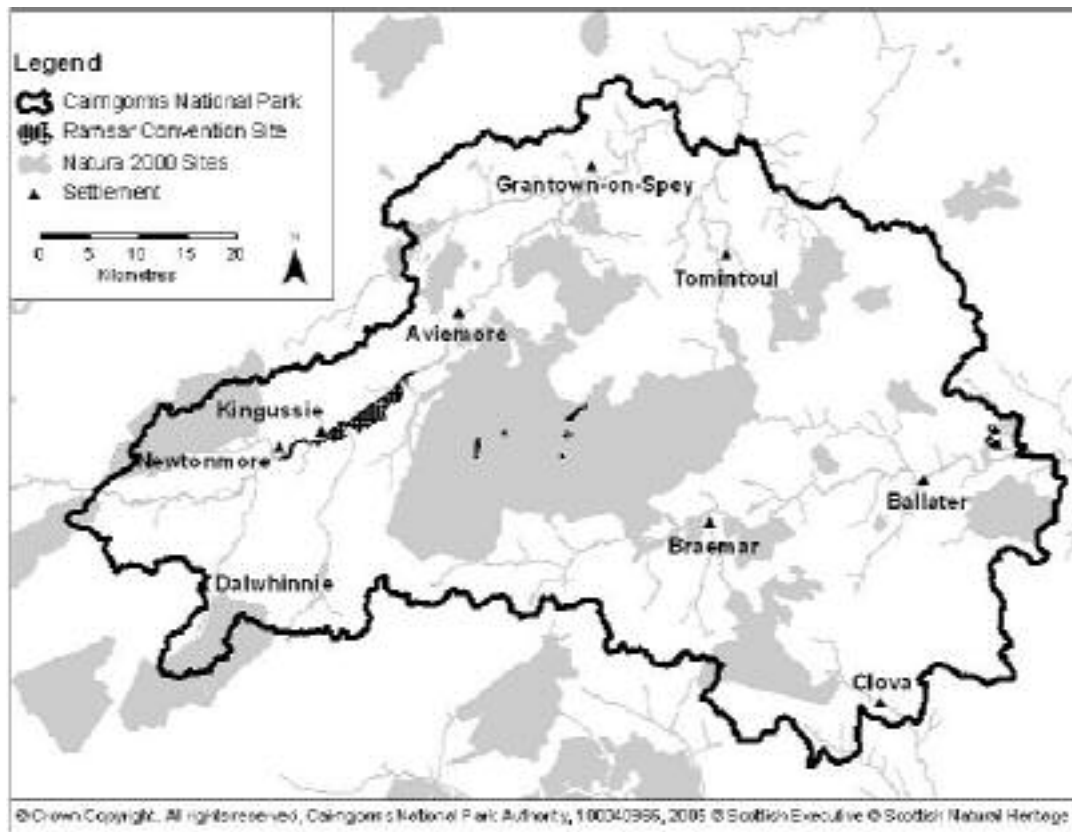 Legend
Cairngorms National Park
Ramsar Convention Site
Natura 2000 Sites
Settlement
0 5 10 15 20
Kilometres
N
Grantown-on-Spey
Tomintoul
Aviemore
Kingussie
Newtonmore
Ballater
Braemar
Dalwhinnie
Clova
© Crown Copyright. All rights reserved, Cairngorms National Park Authority, 100040965, 2005 © Scottish Executive © Scottish Natural Heritage